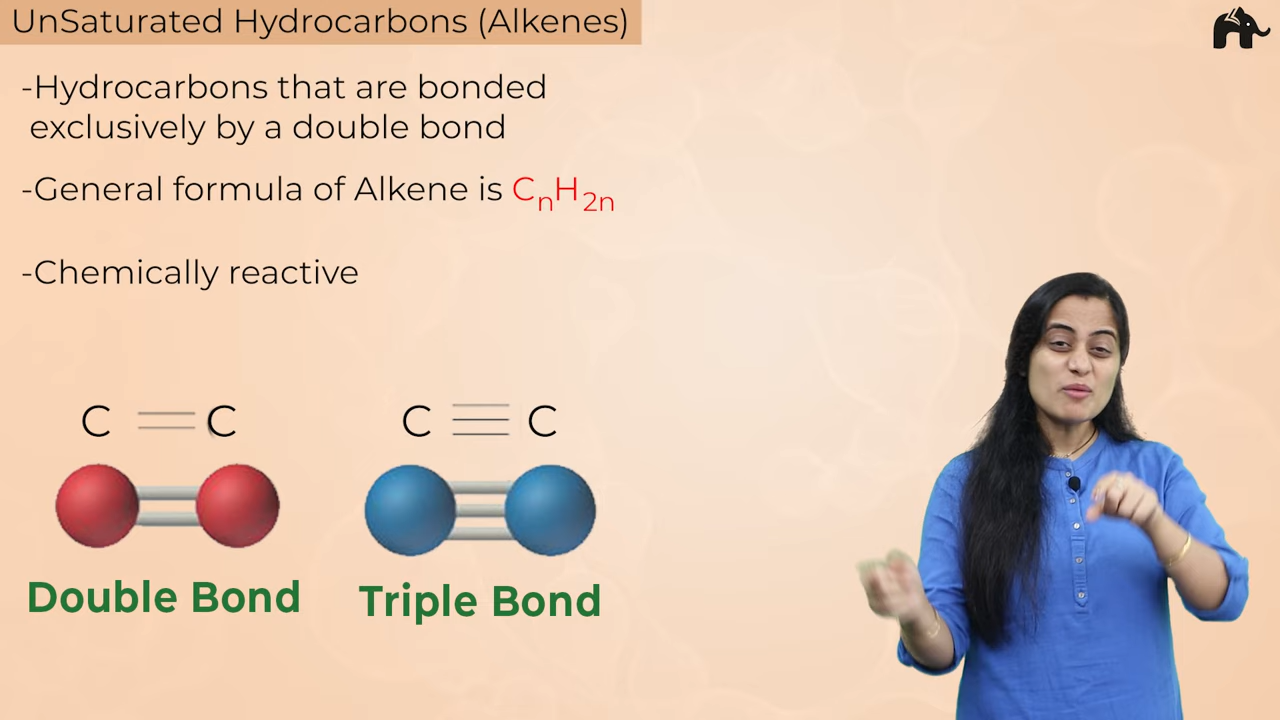 UnSaturated Hydrocarbons (Alkenes)
-Hydrocarbons that are bonded
exclusively by a double bond
-General formula of Alkene is CnH2n
-Chemically reactive
C = C
C ≡ C
Double Bond
Triple Bond